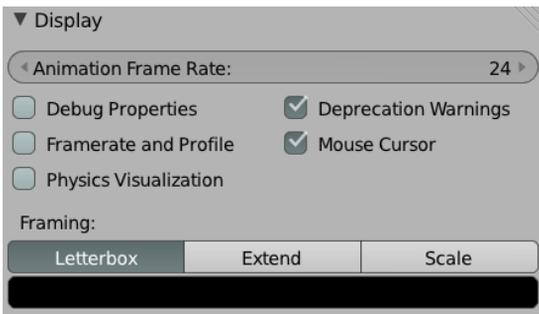 Display
Animation Frame Rate: 24
Debug Properties Deprecation Warnings
Framerate and Profile Mouse Cursor
Physics Visualization
Framing:
Letterbox Extend Scale